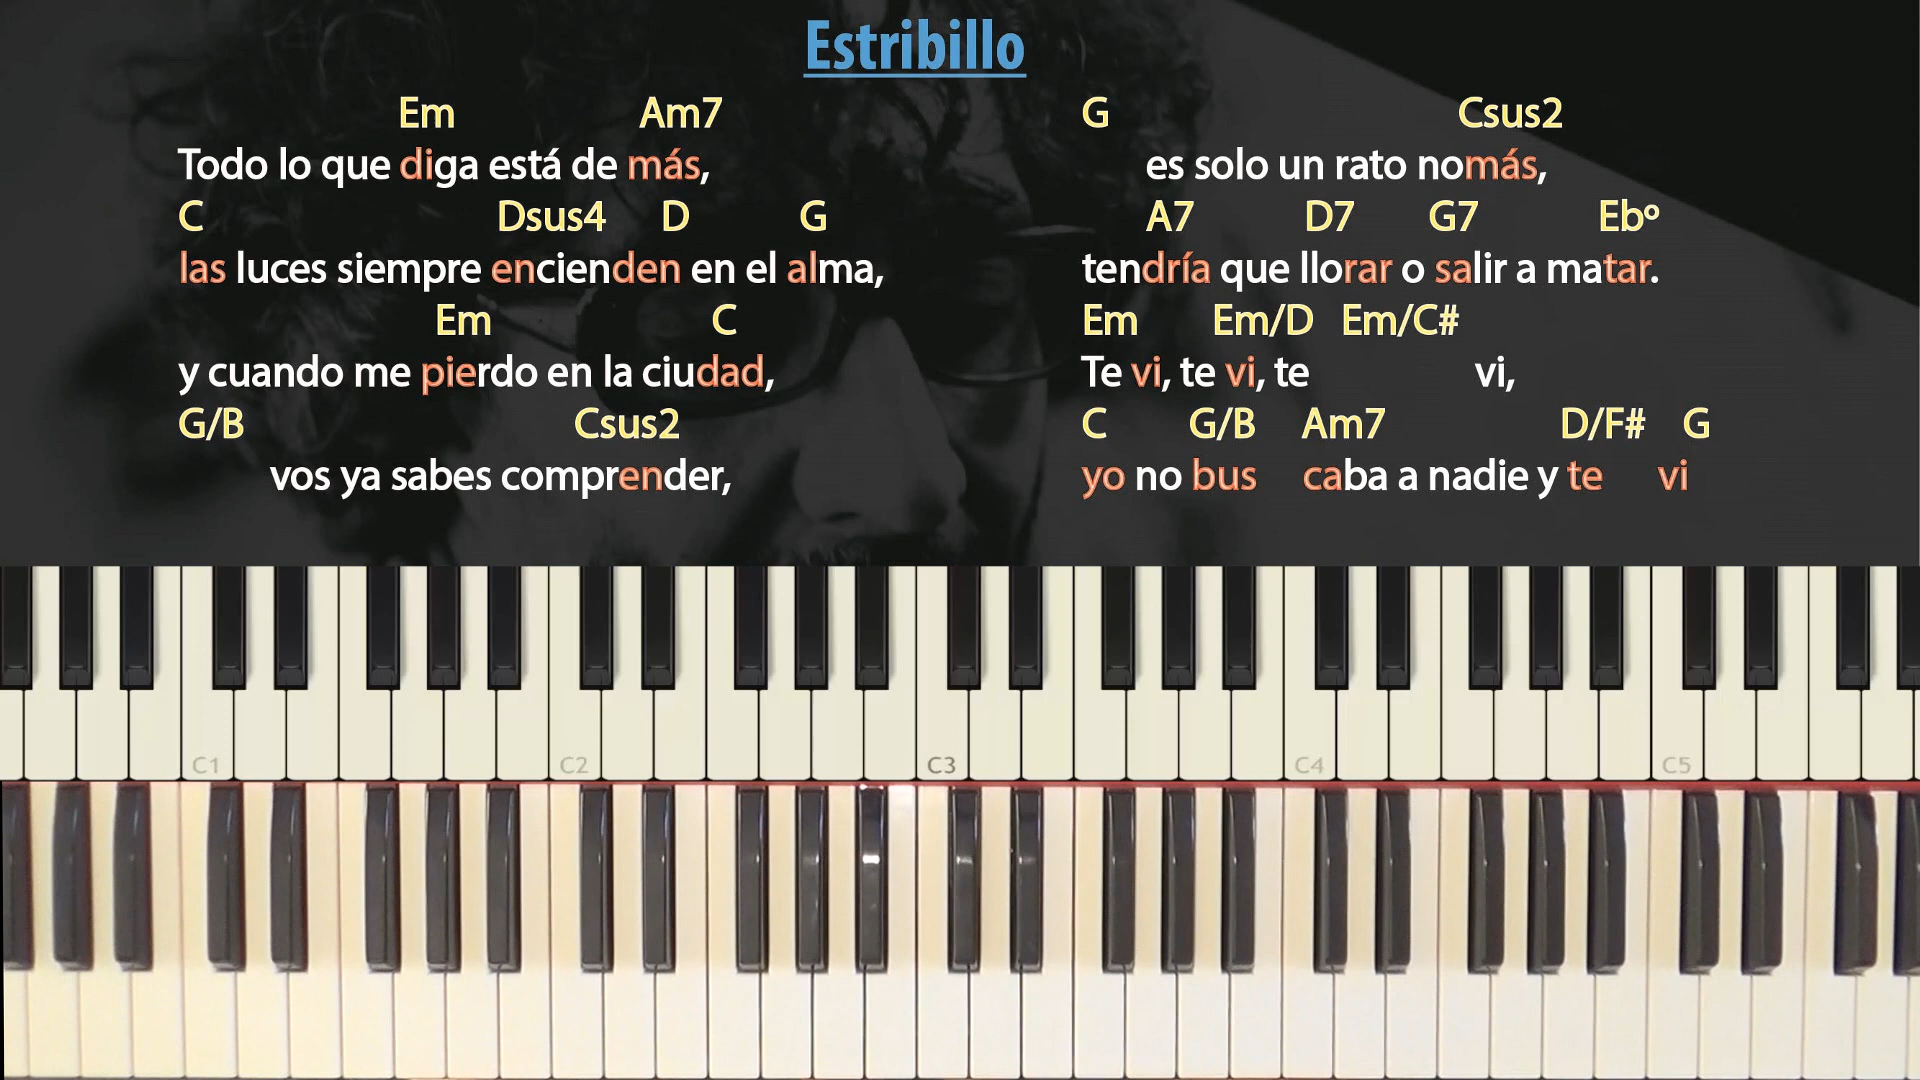 Estribillo
Em Am7
Todo lo que diga está de más,
C Dsus4 D G
las luces siempre encienden en el alma,
Em C
y cuando me pierdo en la ciudad,
G/B Csus2
vos ya sabes comprender,
G Csus2
es solo un rato nomás,
A7 D7 G7 Ebº
tendría que llorar o salir a matar.
Em Em/D Em/C#
Te vi, te vi, te vi,
C G/B Am7 D/F# G
yo no bus caba a nadie y te vi
C1 C2 C3 C4 C5